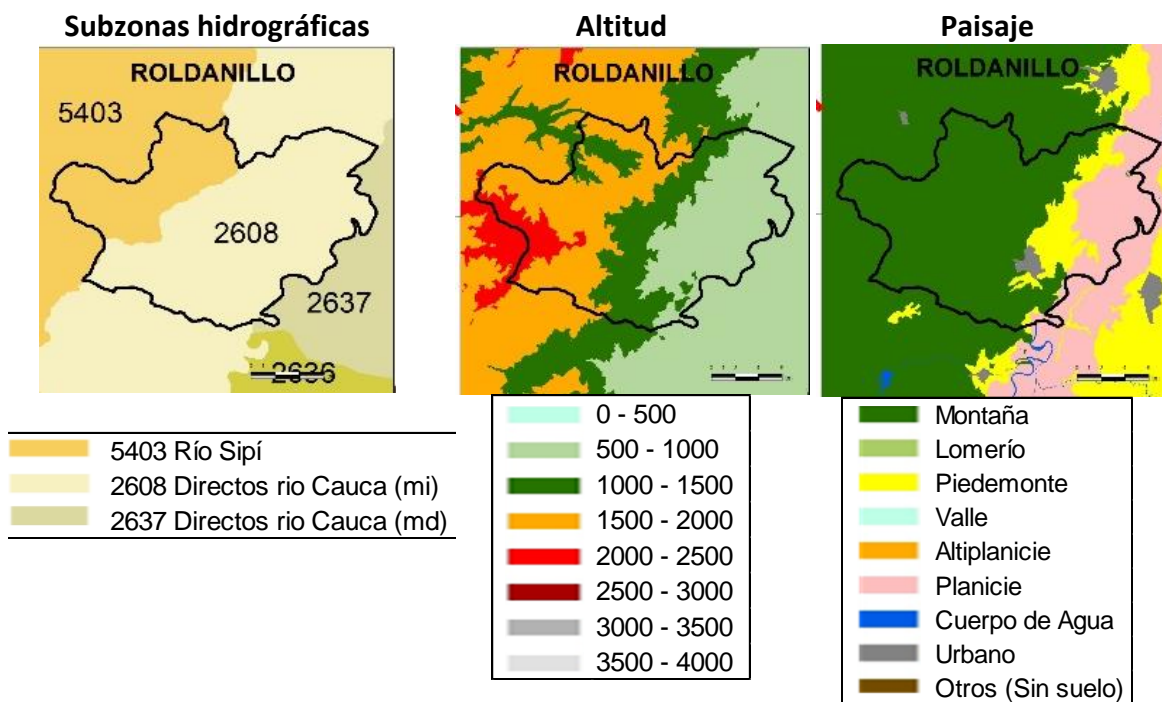 Subzonas hidrográficas
ROLDANILLO
5403
2608
2637
2636
5403 Río Sipí
2608 Directos rio Cauca (mi)
2637 Directos rio Cauca (md)
Altitud
ROLDANILLO
0 - 500
500 - 1000
1000 - 1500
1500 - 2000
2000 - 2500
2500 - 3000
3000 - 3500
3500 - 4000
Paisaje
ROLDANILLO
Montaña
Lomerío
Piedemonte
Valle
Altiplanicie
Planicie
Cuerpo de Agua
Urbano
Otros (Sin suelo)